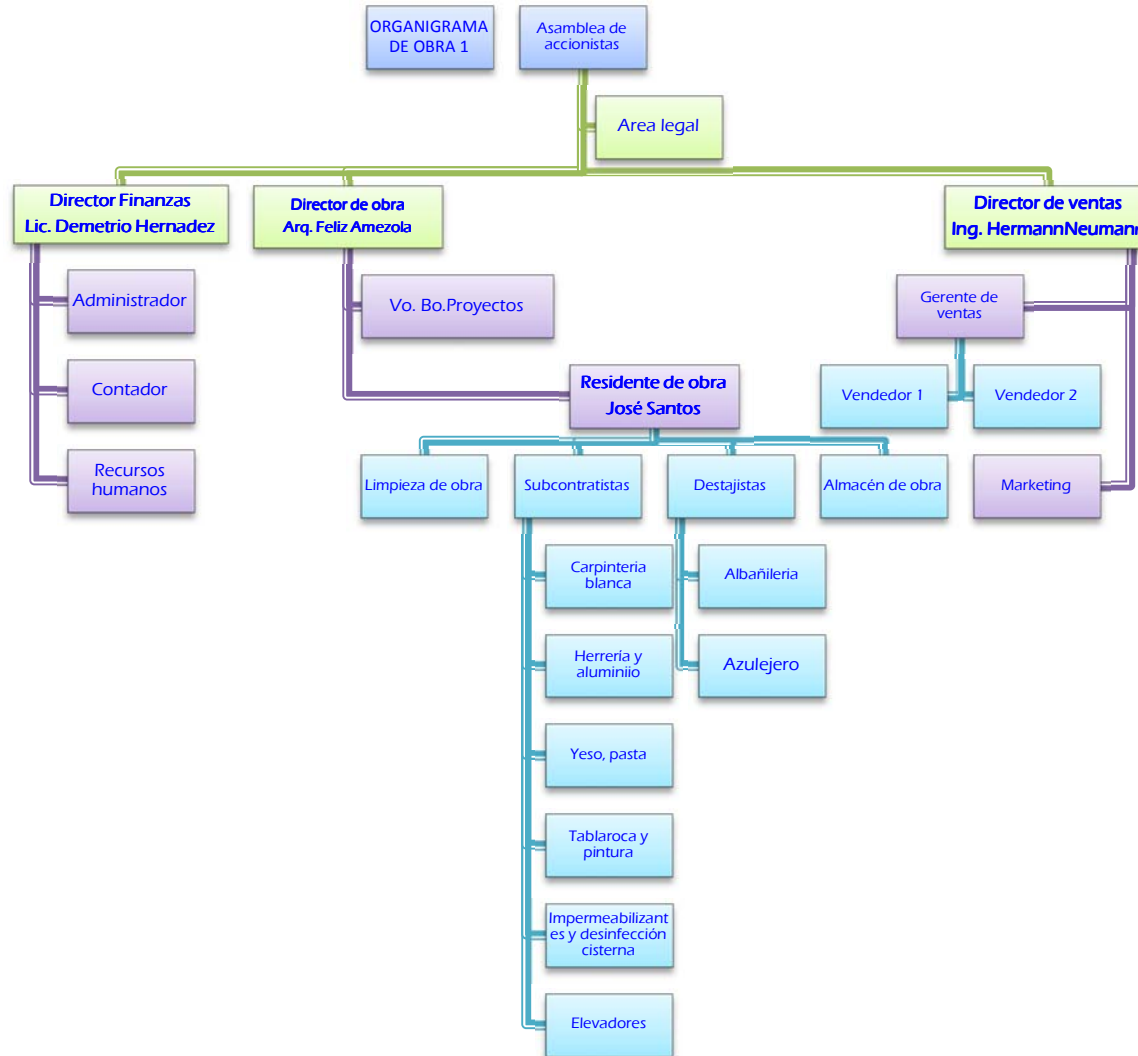 ORGANIGRAMA
DE OBRA 1
Asamblea de
accionistas
Area legal
Director Finanzas
Lic. Demetrio Hernadez
Director de obra
Arq. Feliz Amezola
Director de ventas
Ing. HermannNeumann
Administrador
Contador
Recursos
humanos
Vo. Bo.Proyectos
Residente de obra
José Santos
Gerente de
ventas
Vendedor 1
Vendedor 2
Marketing
Limpieza de obra
Subcontratistas
Destajistas
Almacén de obra
Carpinteria
blanca
Herrería y
aluminiio
Yeso, pasta
Tablaroca y
pintura
Impermeabilizant
es y desinfección
cisterna
Elevadores
Albañileria
Azulejero